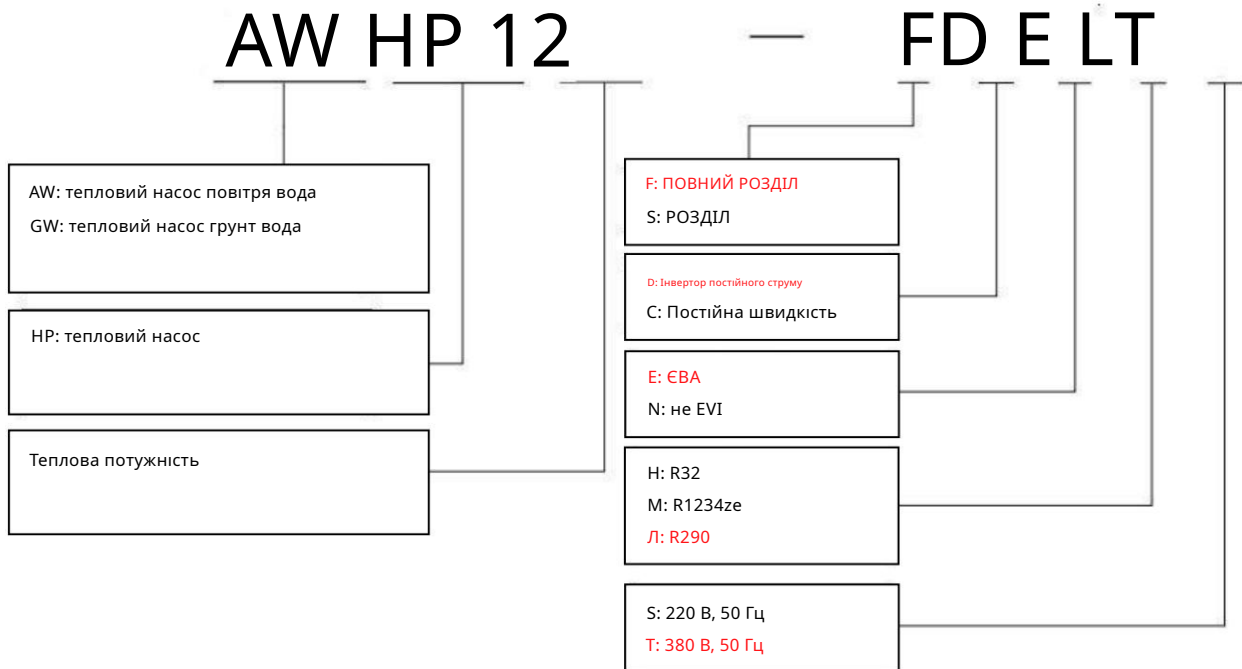 AW HP 12 — FD E LT
AW: тепловий насос повітря вода
GW: тепловий насос грунт вода
HP: тепловий насос
Теплова потужність
F: ПОВНИЙ РОЗДІЛ
S: РОЗДІЛ
D: Інвертор постійного струму
C: Постійна швидкість
E: ЄВА
N: не EVI
H: R32
M: R1234ze
Л: R290
S: 220 В, 50 Гц
T: 380 В, 50 Гц